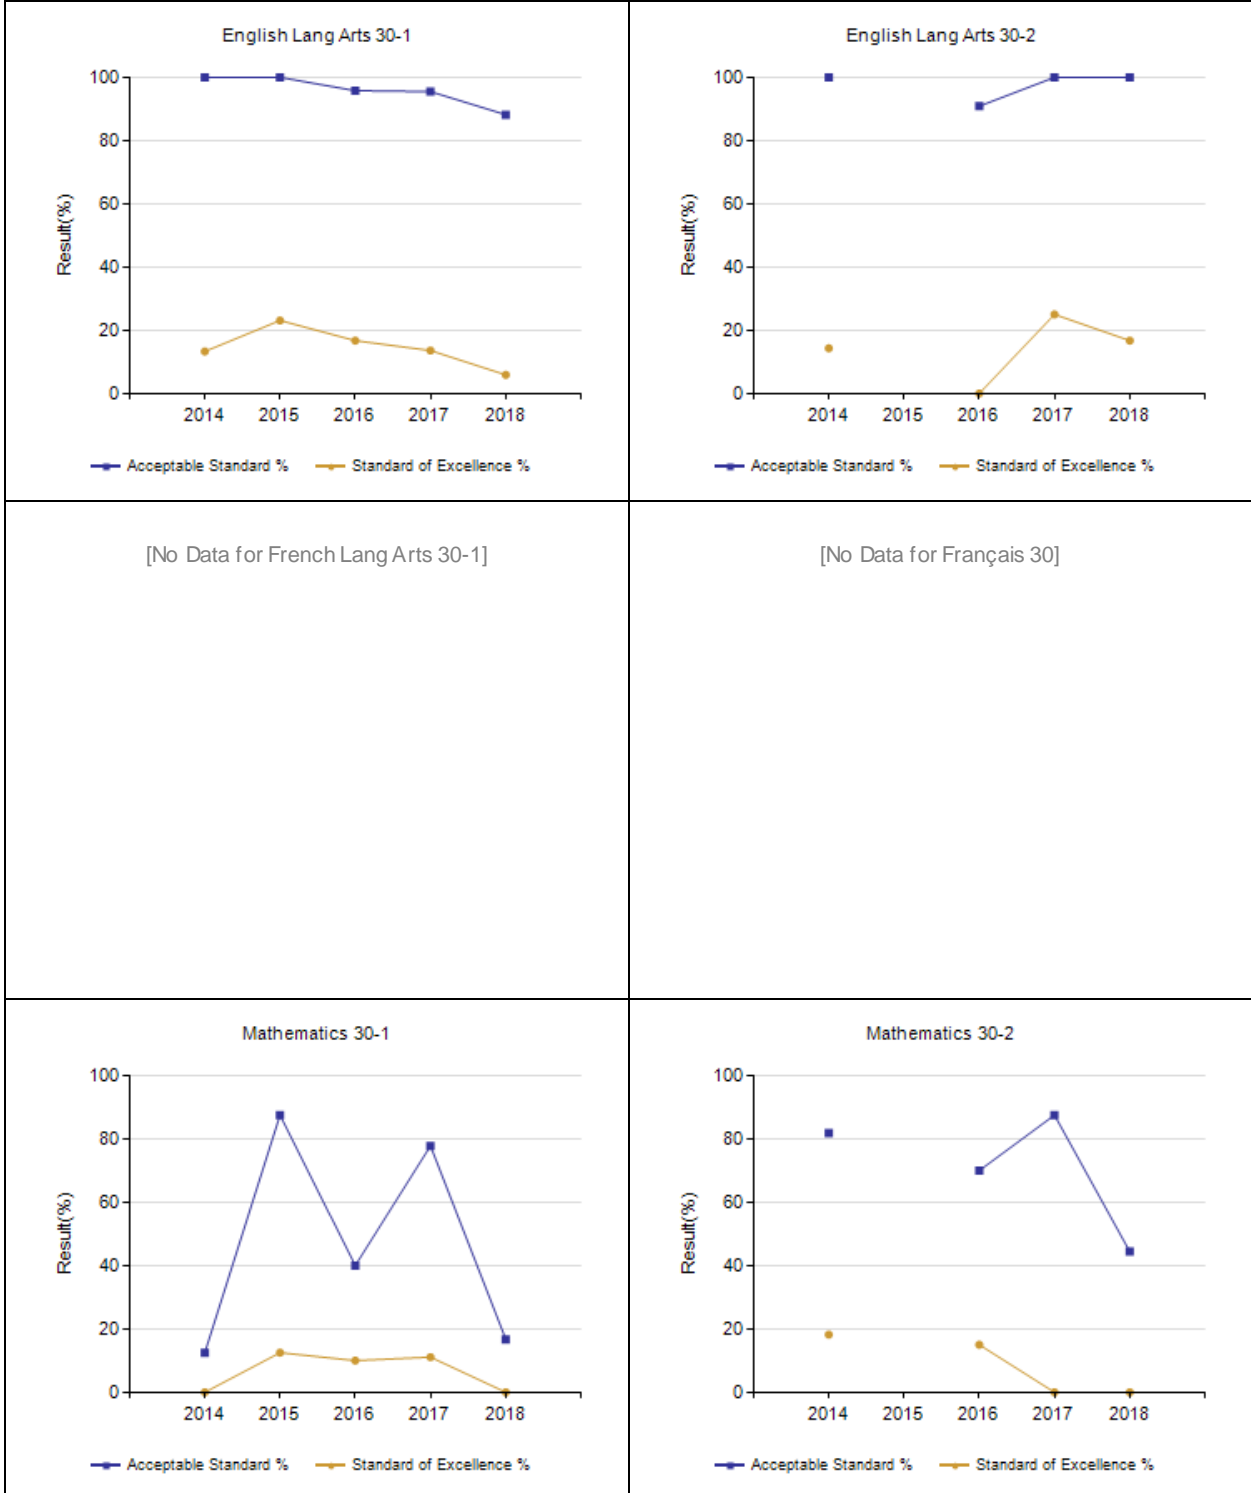 English Lang Arts 30-1
100
80
60
40
20
0
Result(%)
2014 2015 2016 2017 2018
Acceptable Standard % Standard of Excellence %
English Lang Arts 30-2
100
80
60
40
20
0
Result(%)
2014 2015 2016 2017 2018
Acceptable Standard % Standard of Excellence %
[No Data for French Lang Arts 30-1]
[No Data for Français 30]
Mathematics 30-1
100
80
60
40
20
0
Result(%)
2014 2015 2016 2017 2018
Acceptable Standard % Standard of Excellence %
Mathematics 30-2
100
80
60
40
20
0
Result(%)
2014 2015 2016 2017 2018
Acceptable Standard % Standard of Excellence %